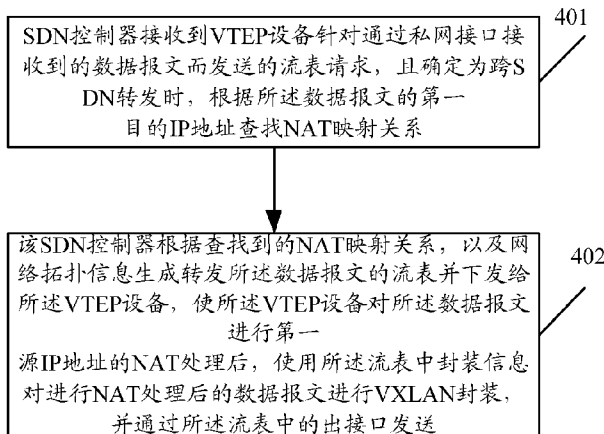 SDN控制器接收到VTEP设备针对通过私网接口接
收到的数据报文而发送的流表请求，且确定为跨S
DN转发时，根据所述数据报文的第一
目的IP地址查找NAT映射关系
401
该SDN控制器根据查找到的NAT映射关系，以及网
络拓扑信息生成转发所述数据报文的流表并下发给
所述VTEP设备，使所述VTEP设备对所述数据报文
进行第一
源IP地址的NAT处理后，使用所述流表中封装信息
对进行NAT处理后的数据报文进行VXLAN封装，
并通过所述流表中的出接口发送
402